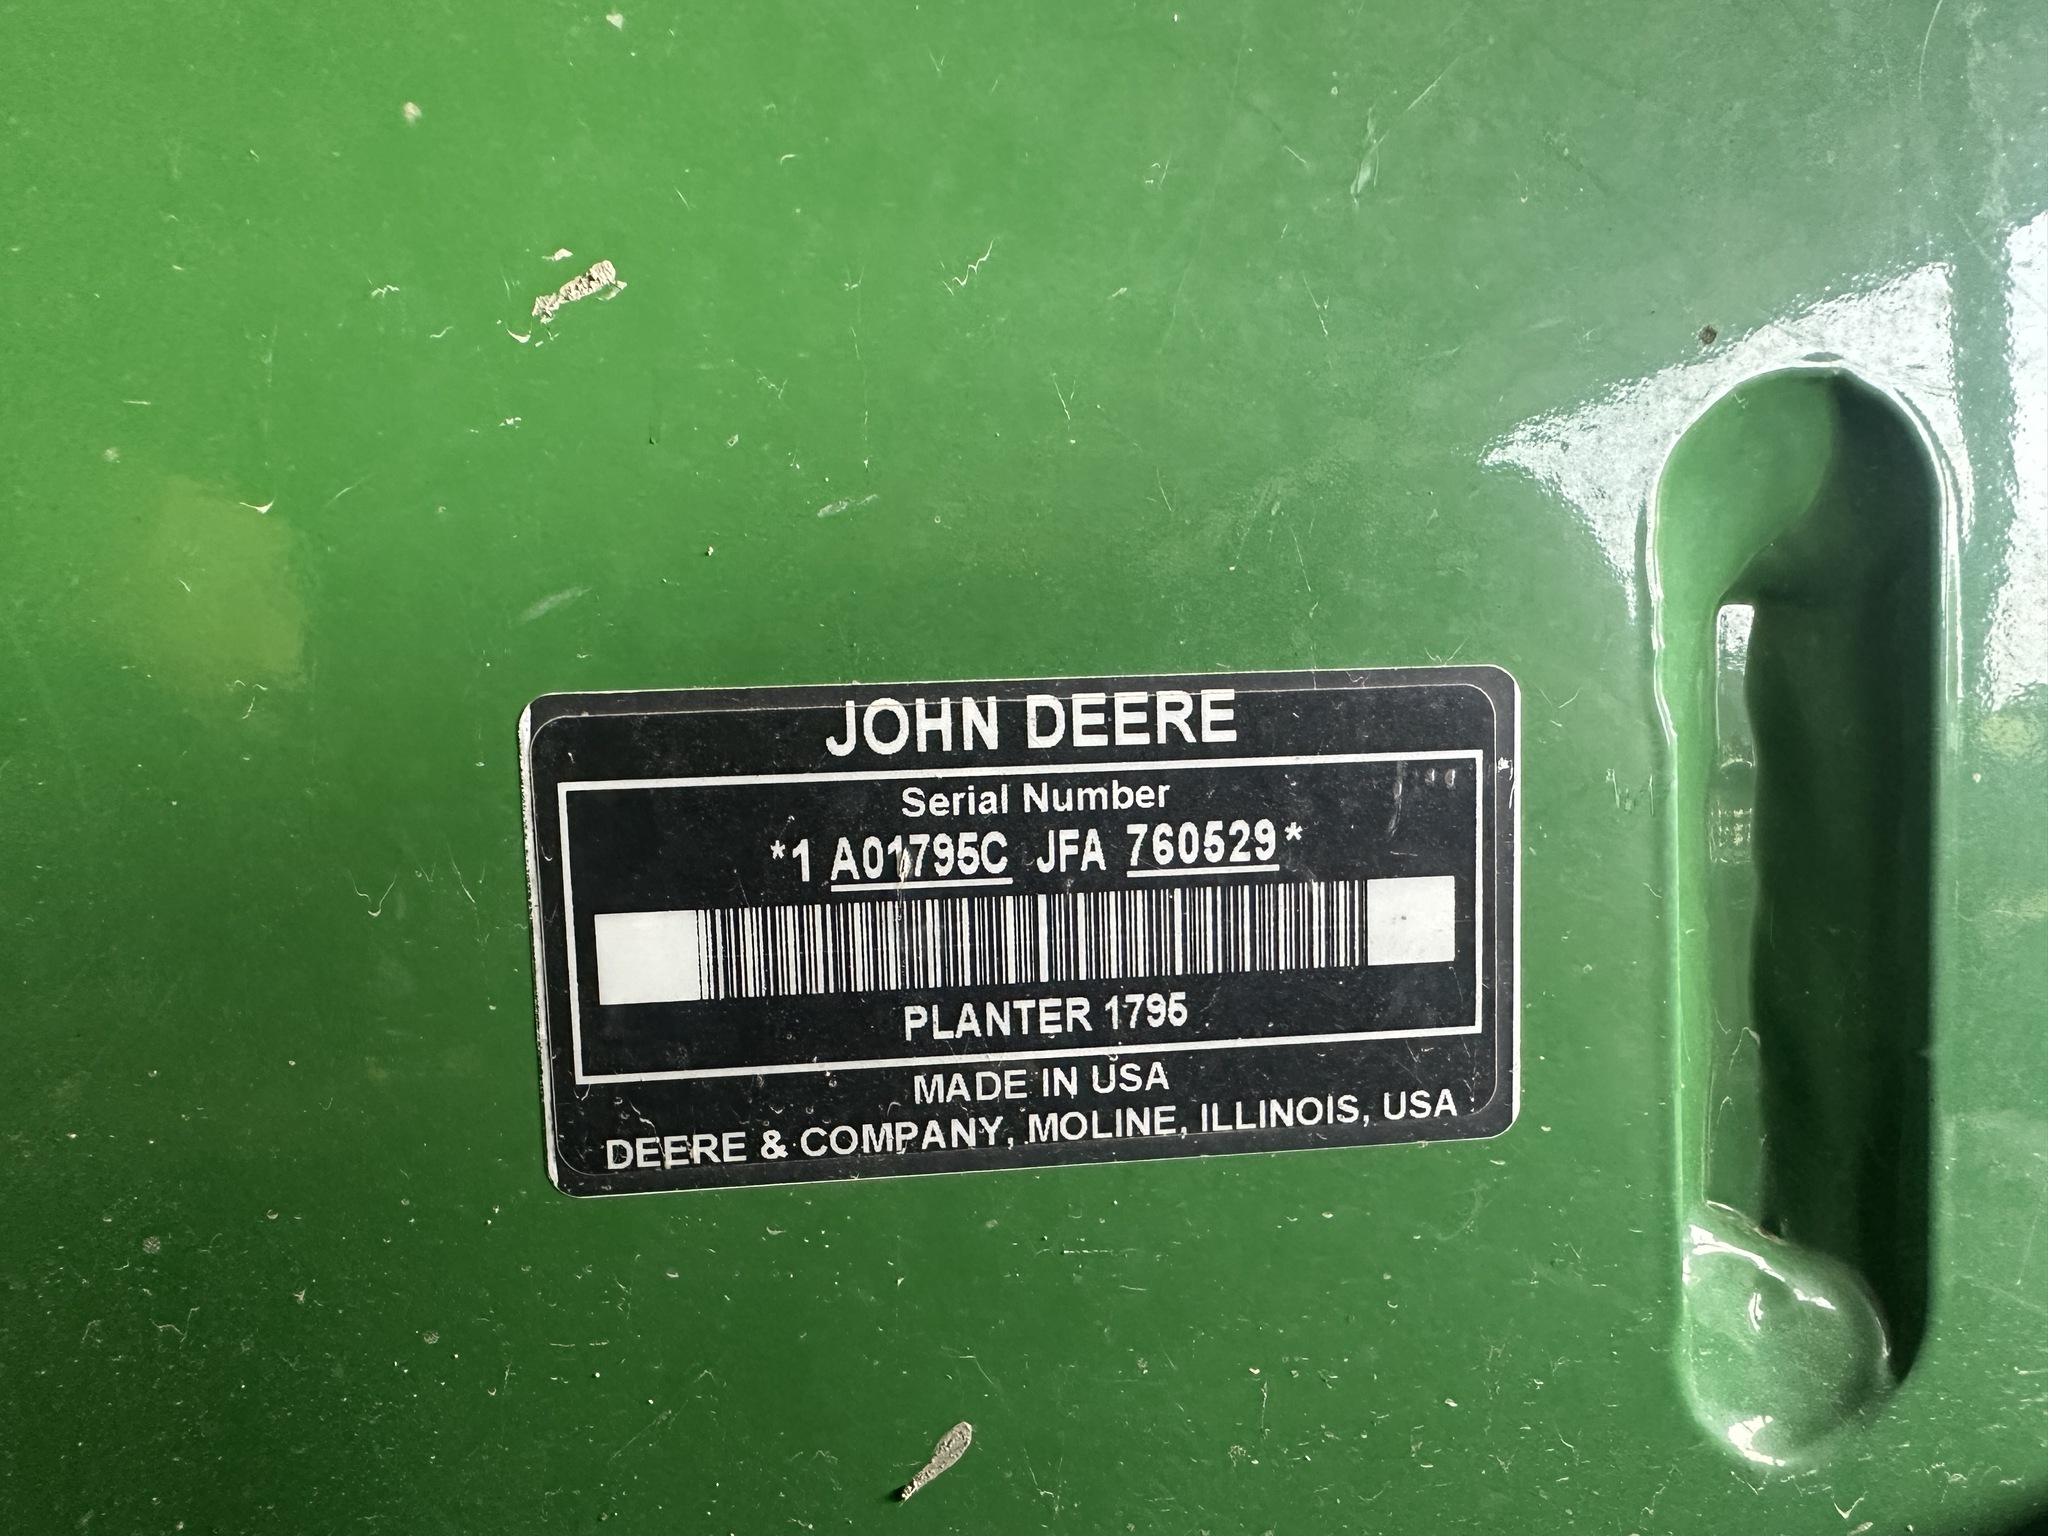 JOHN DEERE
Serial Number
*1 A01795C JFA 760529*
PLANTER 1795
MADE IN USA
DEERE & COMPANY, MOLINE, ILLINOIS, USA